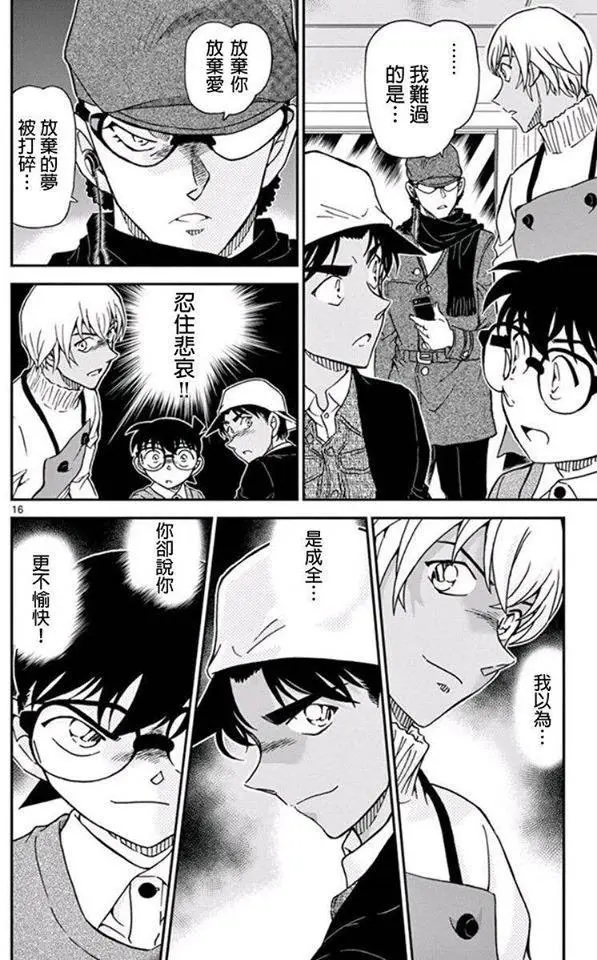 ……
我難過
的是…
放棄你
放棄愛
放棄的夢
被打碎…
忍住悲哀!!
16
我以為…
是成全…
你卻說你
更不愉快！